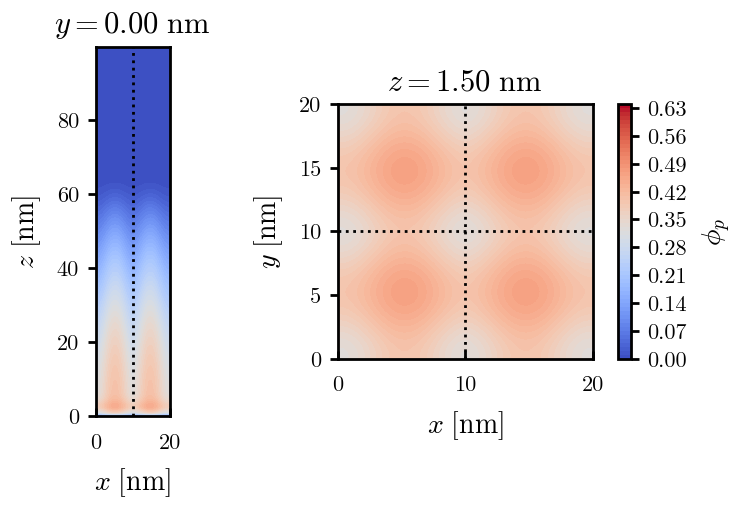 y = 0.00 nm
z [nm]
80
60
40
20
0
0 20
x [nm]
z = 1.50 nm
y [nm]
20
15
10
5
0
0 10 20
x [nm]
0.63
0.56
0.49
0.42
0.35
0.28
0.21
0.14
0.07
0.00
ϕp